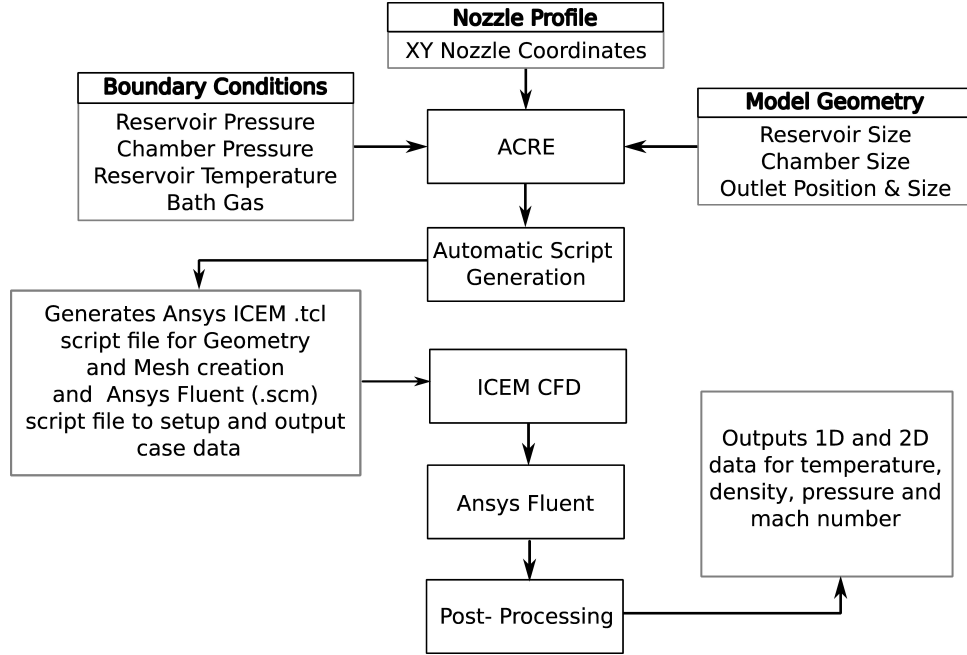 Nozzle Profile
XY Nozzle Coordinates
Boundary Conditions
Reservoir Pressure
Chamber Pressure
Reservoir Temperature
Bath Gas
ACRE
Model Geometry
Reservoir Size
Chamber Size
Outlet Position & Size
Automatic Script
Generation
Generates Ansys ICEM .tcl
script file for Geometry
and Mesh creation
and Ansys Fluent (.scm)
script file to setup and output
case data
ICEM CFD
Ansys Fluent
Post- Processing
Outputs 1D and 2D
data for temperature,
density, pressure and
mach number